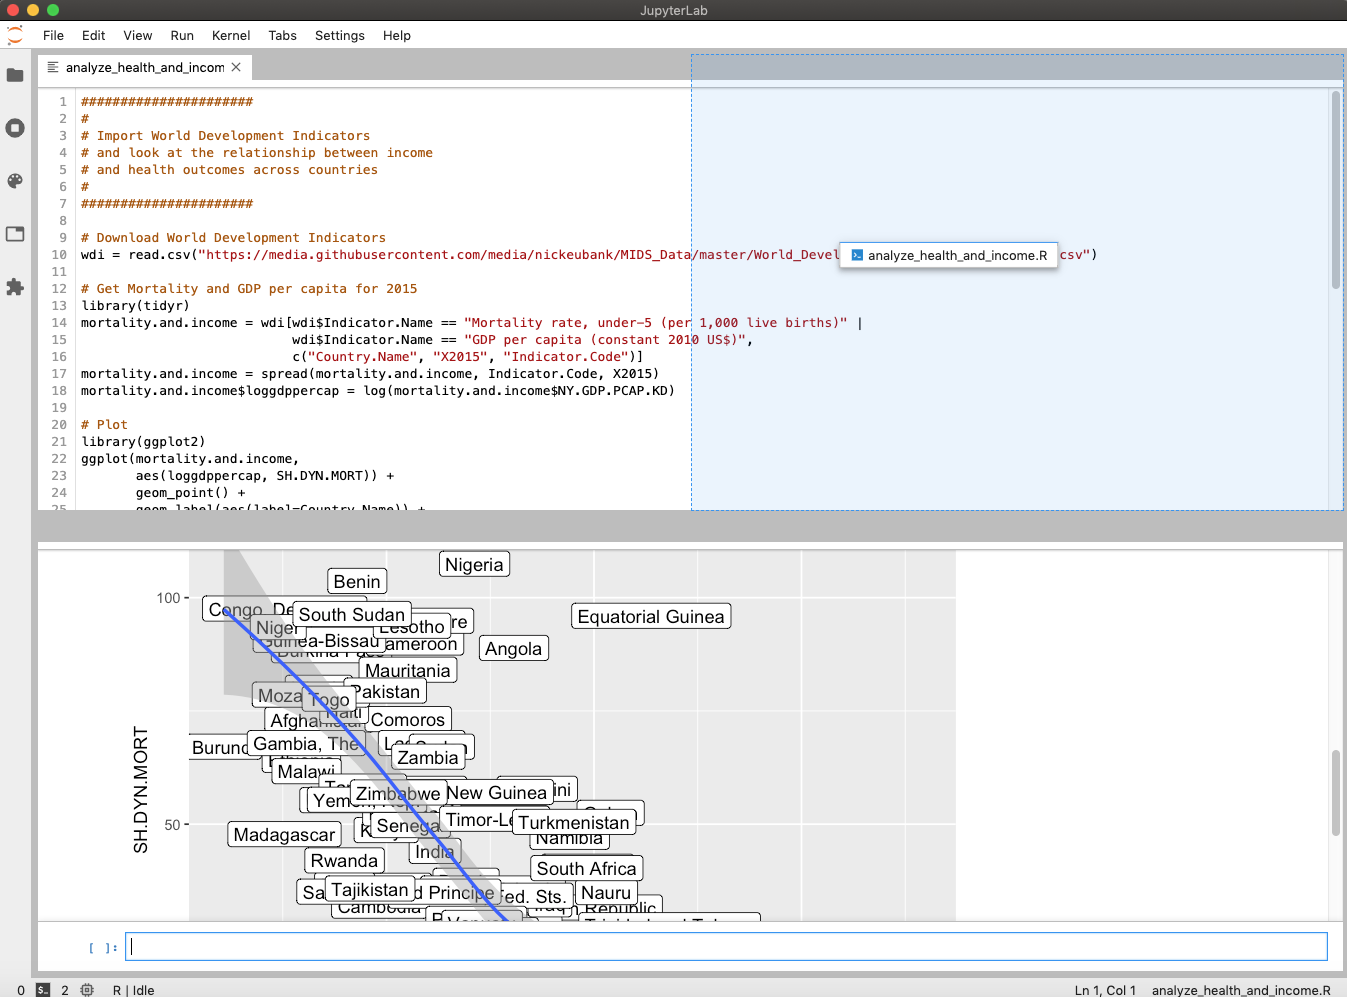 JupyterLab
File Edit View Run Kernel Tabs Settings Help
analyze_health_and_incom
1 ######################
2 #
3 # Import World Development Indicators
4 # and look at the relationship between income
5 # and health outcomes across countries
6 #
7 ######################
8
9 # Download World Development Indicators
10 wdi = read.csv("https://media.githubusercontent.com/media/nickeubank/MIDS_Data/master/World_Devel csv")
analyze_health_and_income.R
11
12 # Get Mortality and GDP per capita for 2015
13 library(tidyr)
14 mortality.and.income = wdi[wdi$Indicator.Name == "Mortality rate, under-5 (per 1,000 live births)" |
15 wdi$Indicator.Name == "GDP per capita (constant 2010 US$)",
16 c("Country.Name", "X2015", "Indicator.Code")]
17 mortality.and.income = spread(mortality.and.income, Indicator.Code, X2015)
18 mortality.and.income$loggdppercap = log(mortality.and.income$NY.GDP.PCAP.KD)
19
20 # Plot
21 library(ggplot2)
22 ggplot(mortality.and.income,
23 aes(loggdppercap, SH.DYN.MORT)) +
24 geom_point() +
25 geom_label(aes(label=Country.Name)) +
Nigeria
Benin
100
Congo, De
South Sudan
re
Equatorial Guinea
Niger
Lesotho
Guinea-Bissau
ameroon
Angola
Mauritania
Moza
Togo
Pakistan
Haiti
Afghanistan
Comoros
SH.DYN.MORT
Burund
Gambia, The
Zambia
Malawi
Zimbabwe
New Guinea
ini
Yemen, Rep.
50
Senega
Timor-Le
Turkmenistan
Madagascar
Namibia
India
Rwanda
South Africa
Sa
Tajikistan
d Principe
Fed. Sts.
Nauru
Cambodia
Iraq
Republic
[ ]:
0 2 R | Idle Ln 1, Col 1 analyze_health_and_income.R